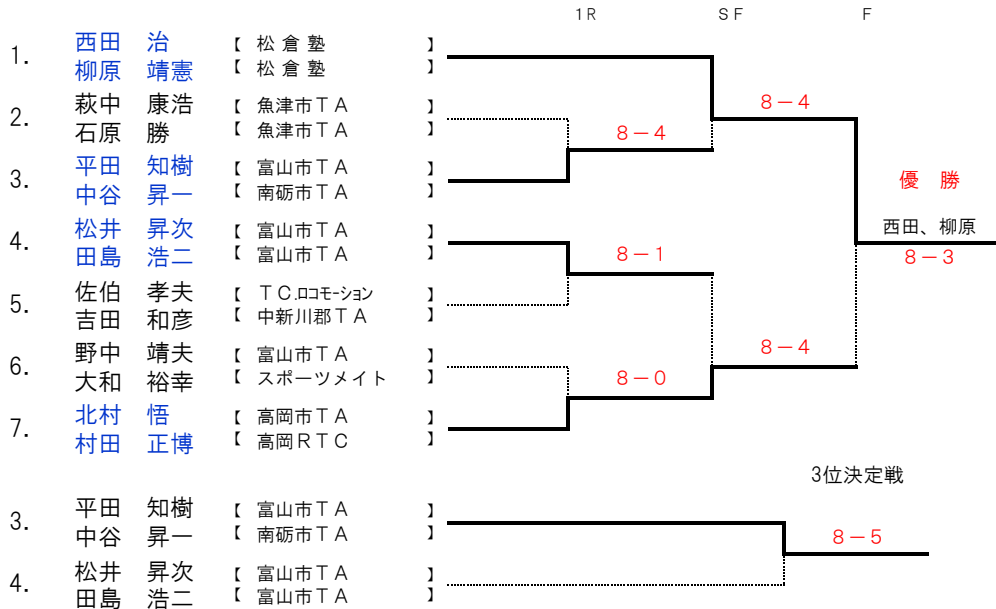 1R SF F
1. 西田 治 【 松 倉 塾 】
柳原 靖憲 【 松 倉 塾 】
2. 萩中 康浩 【 魚津市TA 】
石原 勝 【 魚津市TA 】
3. 平田 知樹 【 富山市TA 】
中谷 昇一 【 南砺市TA 】
4. 松井 昇次 【 富山市TA 】
田島 浩二 【 富山市TA 】
5. 佐伯 孝夫 【 TC.ロコモーション 】
吉田 和彦 【 中新川郡TA 】
6. 野中 靖夫 【 富山市TA 】
大和 裕幸 【 スポーツメイト 】
7. 北村 悟 【 高岡市TA 】
村田 正博 【 高岡RTC 】
8-4
8-1
8-0
8-4
8-4
優 勝
西田、柳原
8-3
3位決定戦
3. 平田 知樹 【 富山市TA 】
中谷 昇一 【 南砺市TA 】
4. 松井 昇次 【 富山市TA 】
田島 浩二 【 富山市TA 】
8-5